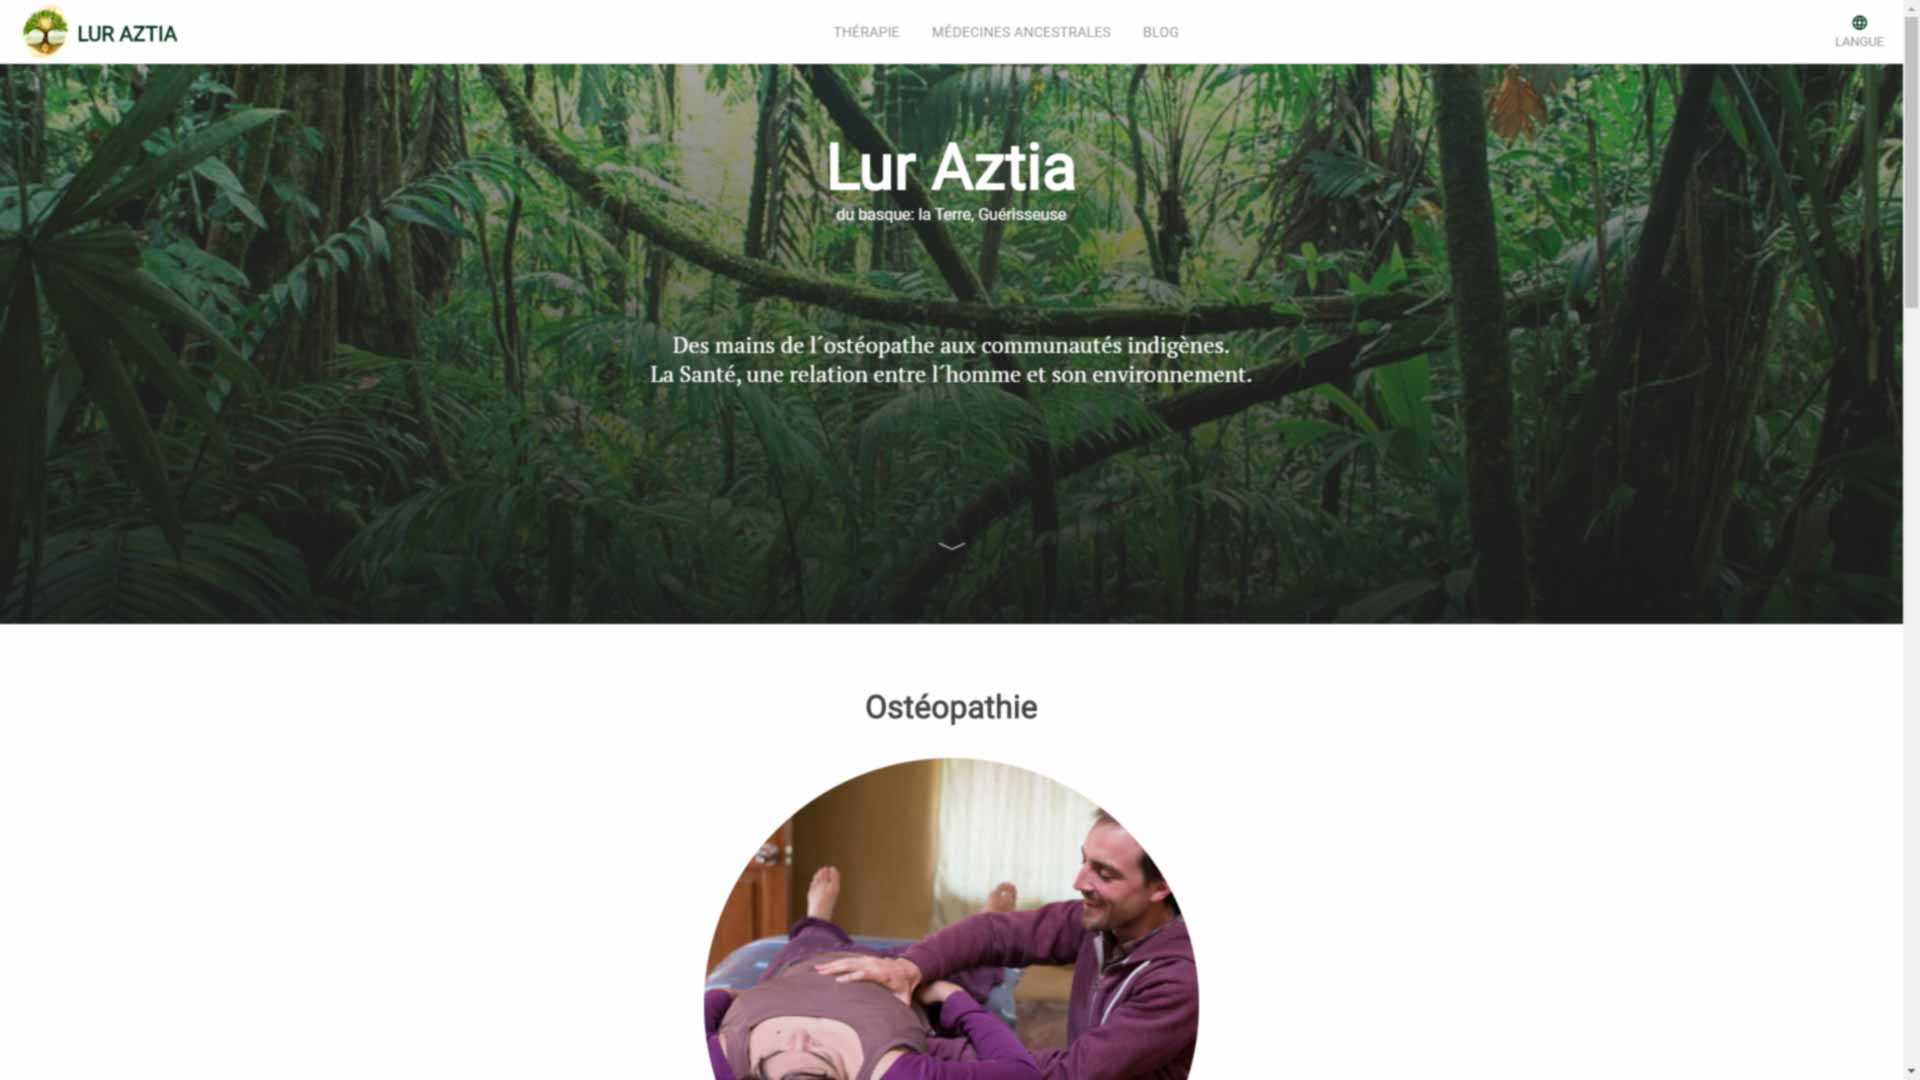 LUR AZTIA
THÉRAPIE
MÉDECINES ANCESTRALES
BLOG
LANGUE
Lur Aztia
du basque: la Terre, Guérisseuse
Des mains de l´ostéopathe aux communautés indigènes.
La Santé, une relation entre l´homme et son environnement.
Ostéopathie